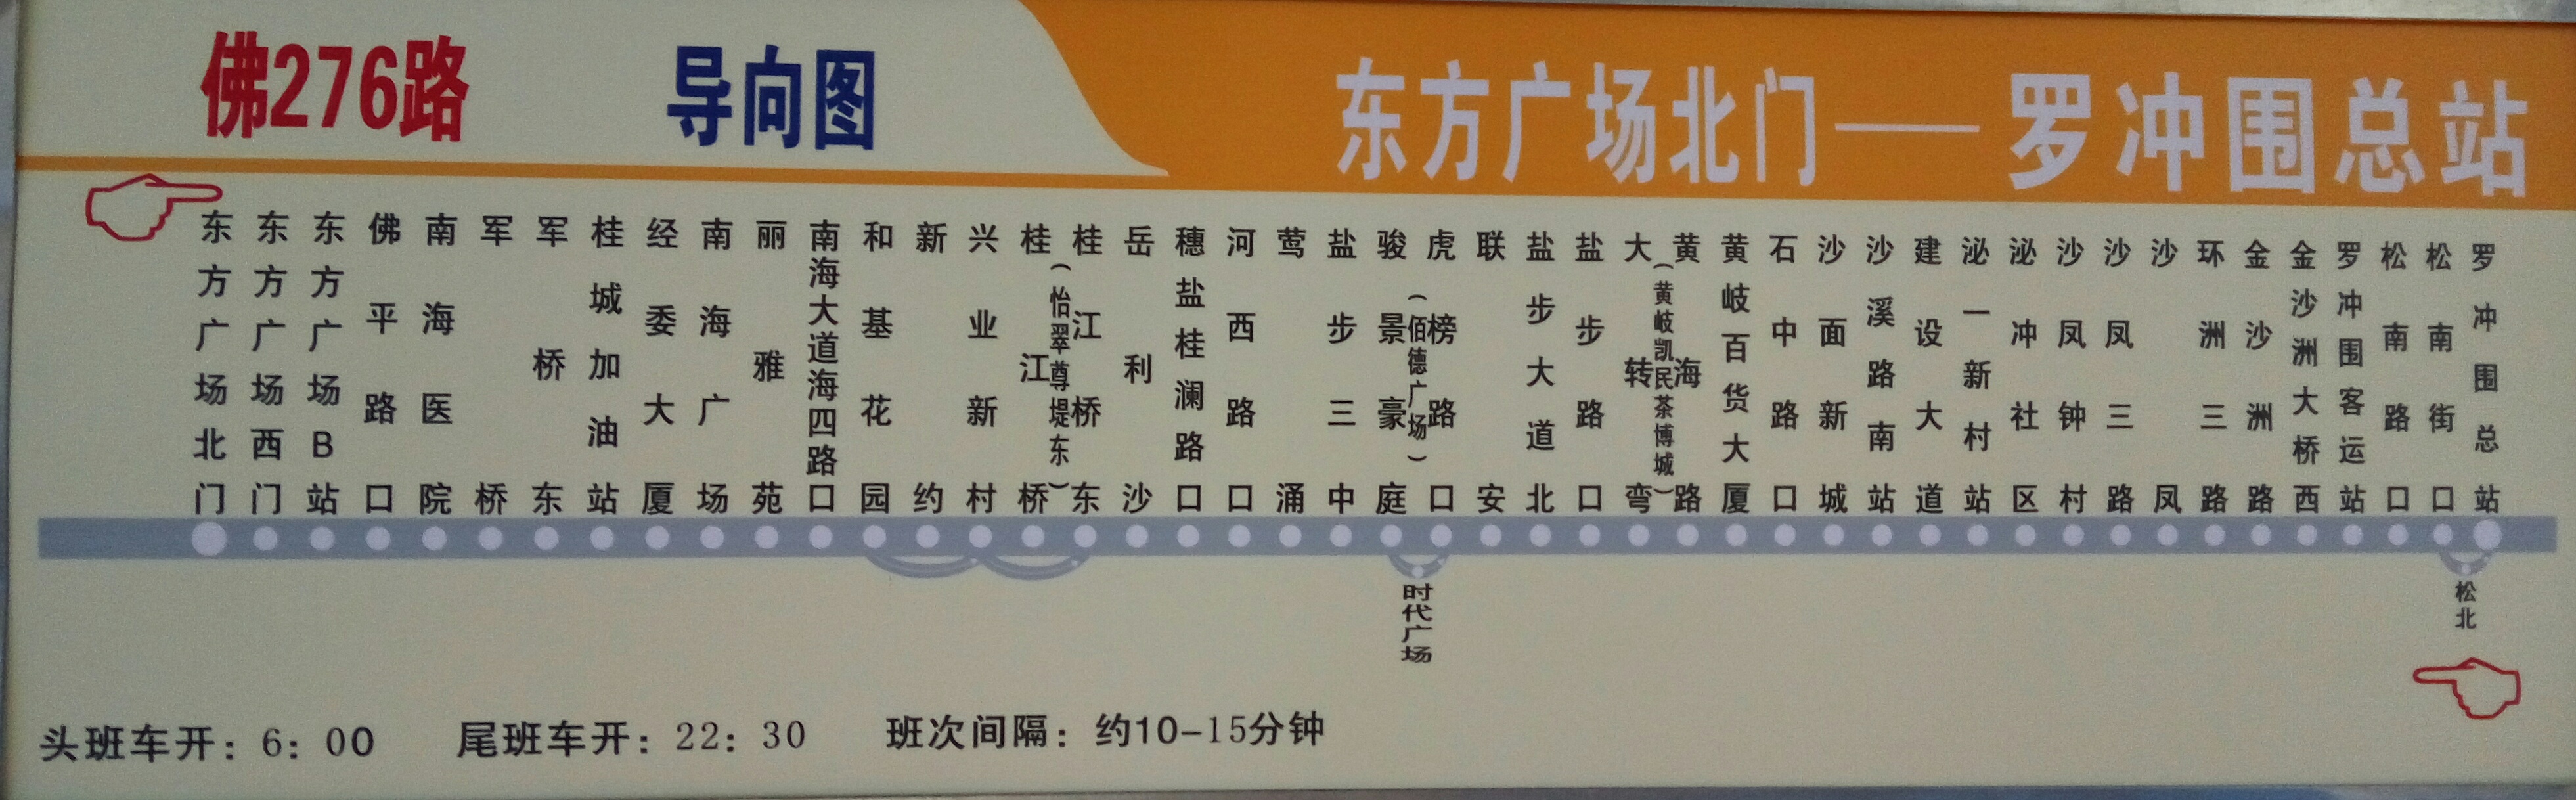 佛276路
导向图
东方广场北门——罗冲围总站
东方广场北门
东方广场西门
东方广场B站
佛平路口
南海医院
军桥
军桥东
桂城加油站
经委大厦
南海广场
丽雅苑
南海大道海四路口
和基花园
新约
兴业新村
桂江桥
(怡翠尊堤东)
桂江桥东
岳利沙
穗盐桂澜路口
河西路口
莺涌
盐步三中
骏景豪庭
(佰德广场)
虎榜路口
联安
盐步大道北
盐步路口
大转弯
(黄岐凯民茶博城)
黄海路
黄岐百货大厦
石中路口
沙面新城
沙溪路南站
建设大道
泌一新村站
泌冲社区
沙凤钟村
沙凤三路
沙凤
环洲三路
金沙洲路
金沙洲大桥西
罗冲围客运站
松南路口
松南街口
罗冲围总站
时代广场
松北
头班车开：6：00 尾班车开：22：30 班次间隔：约10-15分钟